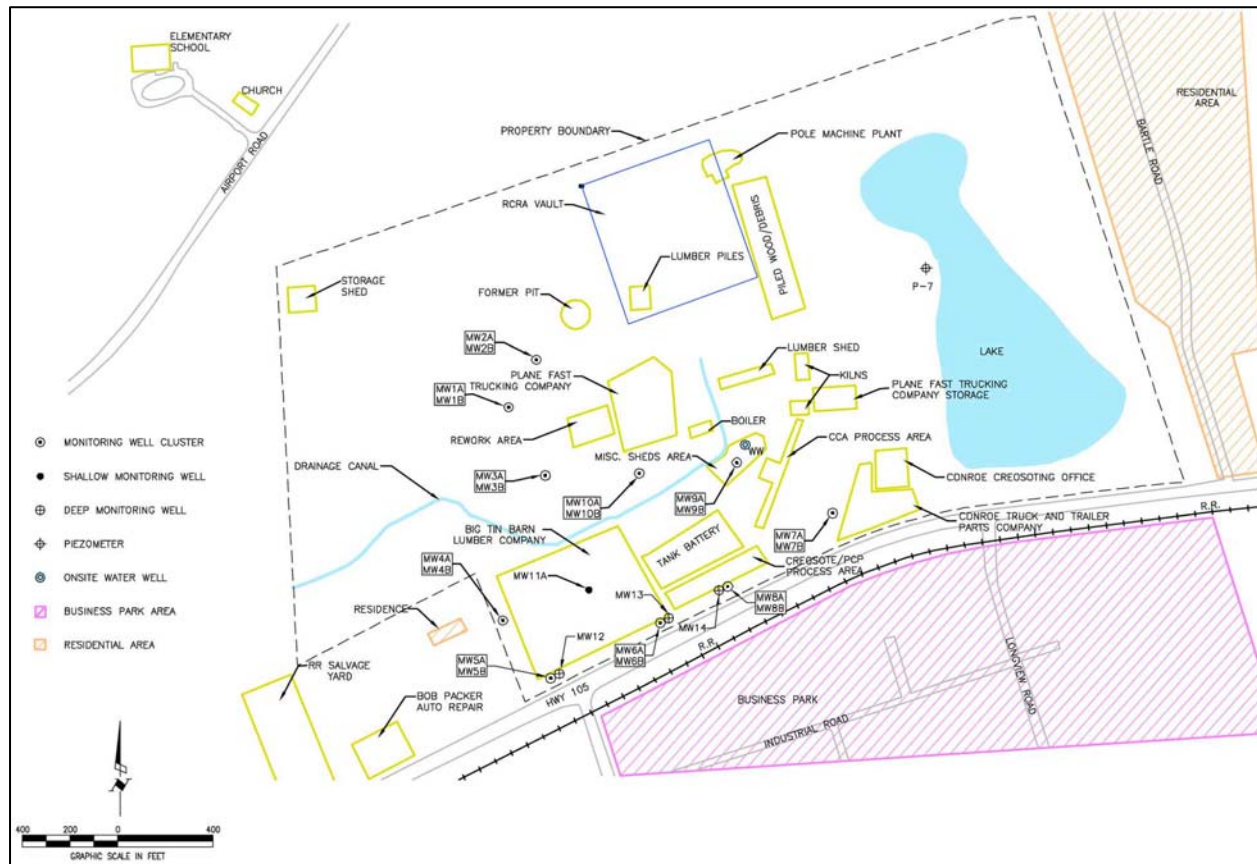 ELEMENTARY
SCHOOL
CHURCH
AIRPORT ROAD
PROPERTY BOUNDARY
POLE MACHINE PLANT
RESIDENTIAL
AREA
BARTLE ROAD
RCRA VAULT
PILED WOOD/DEBRIS
LUMBER PILES
STORAGE
SHED
FORMER PIT
P-7
LAKE
MW2A
MW2B
PLANE FAST
TRUCKING COMPANY
MW1A
MW1B
LUMBER SHED
KILNS
PLANE FAST TRUCKING
COMPANY STORAGE
REWORK AREA
BOILER
CCA PROCESS AREA
MISC. SHEDS AREA
WW
DRAINAGE CANAL
MW3A
MW3B
MW10A
MW10B
MW9A
MW9B
CONROE CREOSOTING OFFICE
CONROE TRUCK AND TRAILER
PARTS COMPANY
R.R.
MW7A
MW7B
BIG TIN BARN
LUMBER COMPANY
TANK BATTERY
CREOSOTE/PCP
PROCESS AREA
MW4A
MW4B
MW11A
MW13
MW8A
MW8B
RESIDENCE
MW14
MW12
MW6A
MW6B
R.R.
MW5A
MW5B
HWY 105
RR SALVAGE
YARD
BOB PACKER
AUTO REPAIR
BUSINESS PARK
LONGVIEW ROAD
INDUSTRIAL ROAD
MONITORING WELL CLUSTER
SHALLOW MONITORING WELL
DEEP MONITORING WELL
PIEZOMETER
ONSITE WATER WELL
BUSINESS PARK AREA
RESIDENTIAL AREA
N
400 200 0 400
GRAPHIC SCALE IN FEET